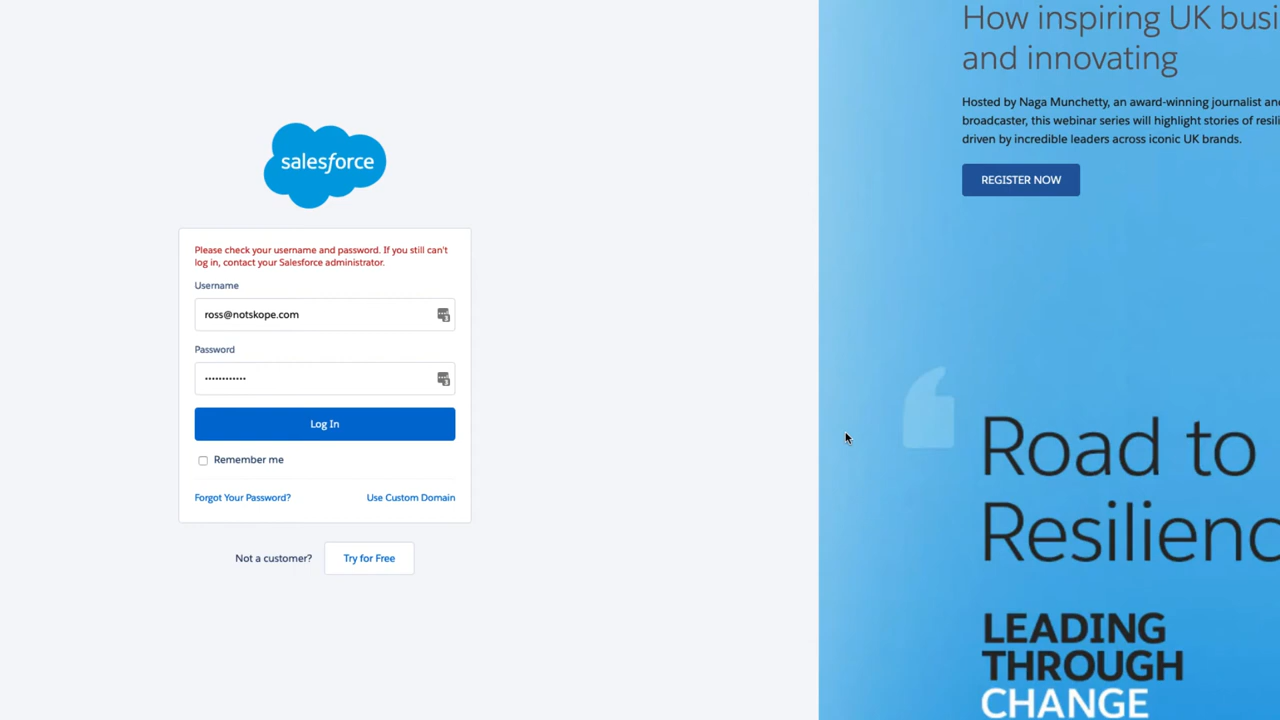 salesforce
Please check your username and password. If you still can't
log in, contact your Salesforce administrator.
Username
ross@notskope.com
Password
••••••••••••
Log In
Remember me
Forgot Your Password?
Use Custom Domain
Not a customer?
Try for Free
How inspiring UK busi
and innovating
Hosted by Naga Munchetty, an award-winning journalist an
broadcaster, this webinar series will highlight stories of resili
driven by incredible leaders across iconic UK brands.
REGISTER NOW
Road to
Resilienc
LEADING
THROUGH
CHANGE